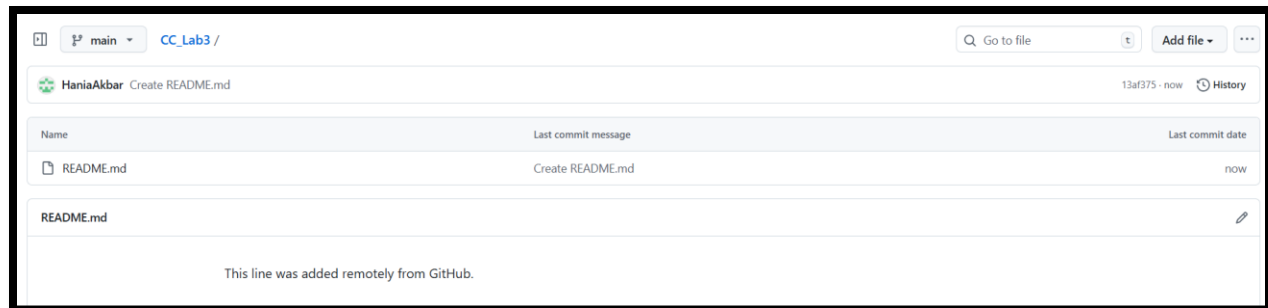 main CC_Lab3 / Go to file t Add file
HaniaAkbar Create README.md 13af375 · now History
Name Last commit message Last commit date
README.md Create README.md now
README.md
This line was added remotely from GitHub.